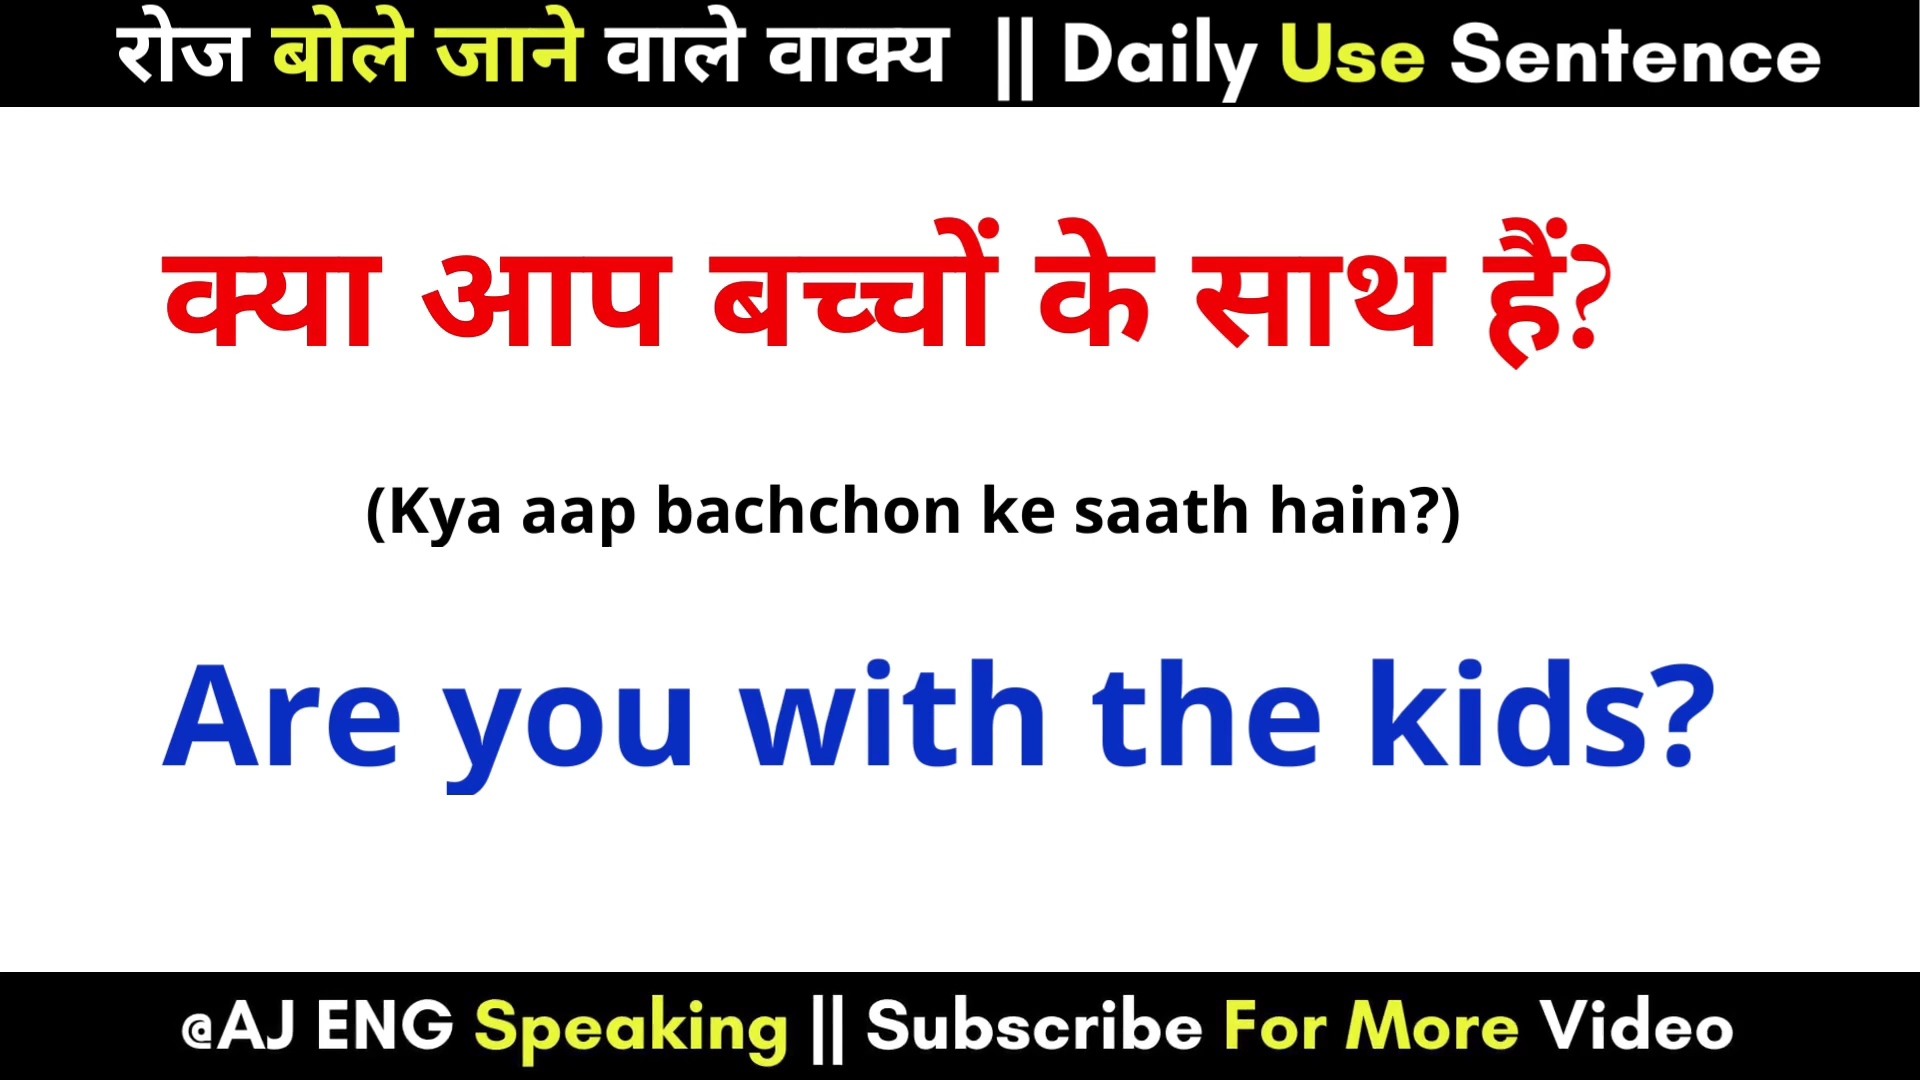 रोज बोले जाने वाले वाक्य || Daily Use Sentence
क्या आप बच्चों के साथ हैं?
(Kya aap bachchon ke saath hain?)
Are you with the kids?
@AJ ENG Speaking || Subscribe For More Video